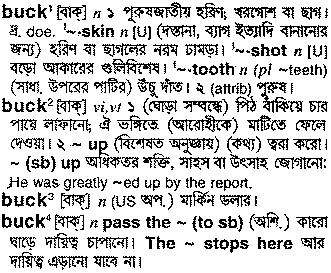 buck¹ [বাক্] n ১ পুরুষজাতীয় হরিণ; খরগোশ বা ছাগ।
দ্র. doe. '~·skin n [U] (দস্তানা, ব্যাগ ইত্যাদি বানানোর
জন্য) হরিণ বা ছাগলের নরম চামড়া। '~·shot n [U]
বড়ো আকারের গুলিবিশেষ। '~·tooth n (pl ~teeth)
(সাধা. উপরের পাটির) উঁচু দাঁত। ২ (attrib) পুরুষ।
buck² [বাক্] vi,vt ১ (ঘোড়া সম্বন্ধে) পিঠ বাঁকিয়ে চার
পায়ে লাফানো; ঐ ভঙ্গিতে (আরোহীকে) মাটিতে ফেলে
দেওয়া। ২ ~ up (বিশেষত অনুজ্ঞায়) (কথ্য) ত্বরা করো।
~ (sb) up অধিকতর শক্তি, সাহস বা উৎসাহ জোগানো:
He was greatly ~ed up by the report.
buck³ [বাক্] n (US অপ.) মার্কিন ডলার।
buck⁴ [বাক্] n pass the ~ (to sb) (অশি.) কারো
ঘাড়ে দায়িত্ব চাপানো। The ~ stops here আর
দায়িত্ব এড়ানো যাবে না।